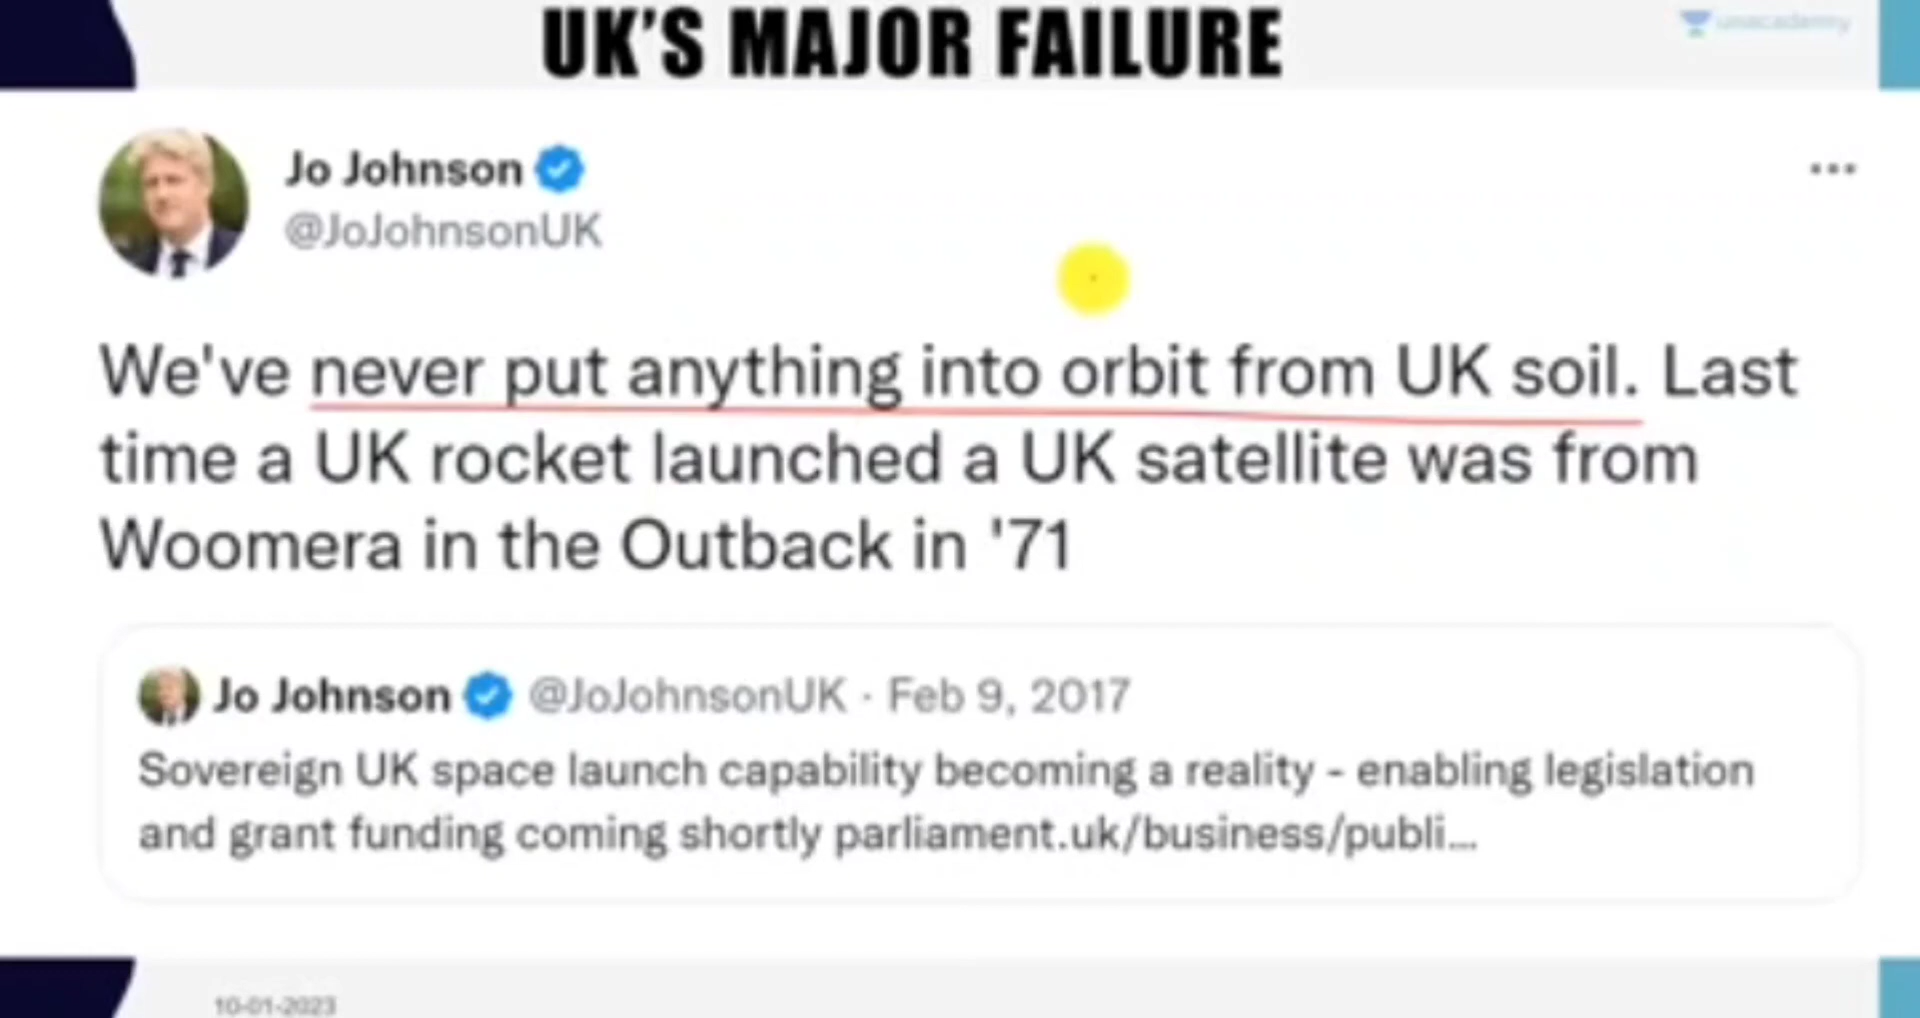 UK'S MAJOR FAILURE
unacademy
Jo Johnson
@JoJohnsonUK
We've never put anything into orbit from UK soil. Last
time a UK rocket launched a UK satellite was from
Woomera in the Outback in '71
Jo Johnson @JoJohnsonUK · Feb 9, 2017
Sovereign UK space launch capability becoming a reality - enabling legislation
and grant funding coming shortly parliament.uk/business/publi...
10-01-2023